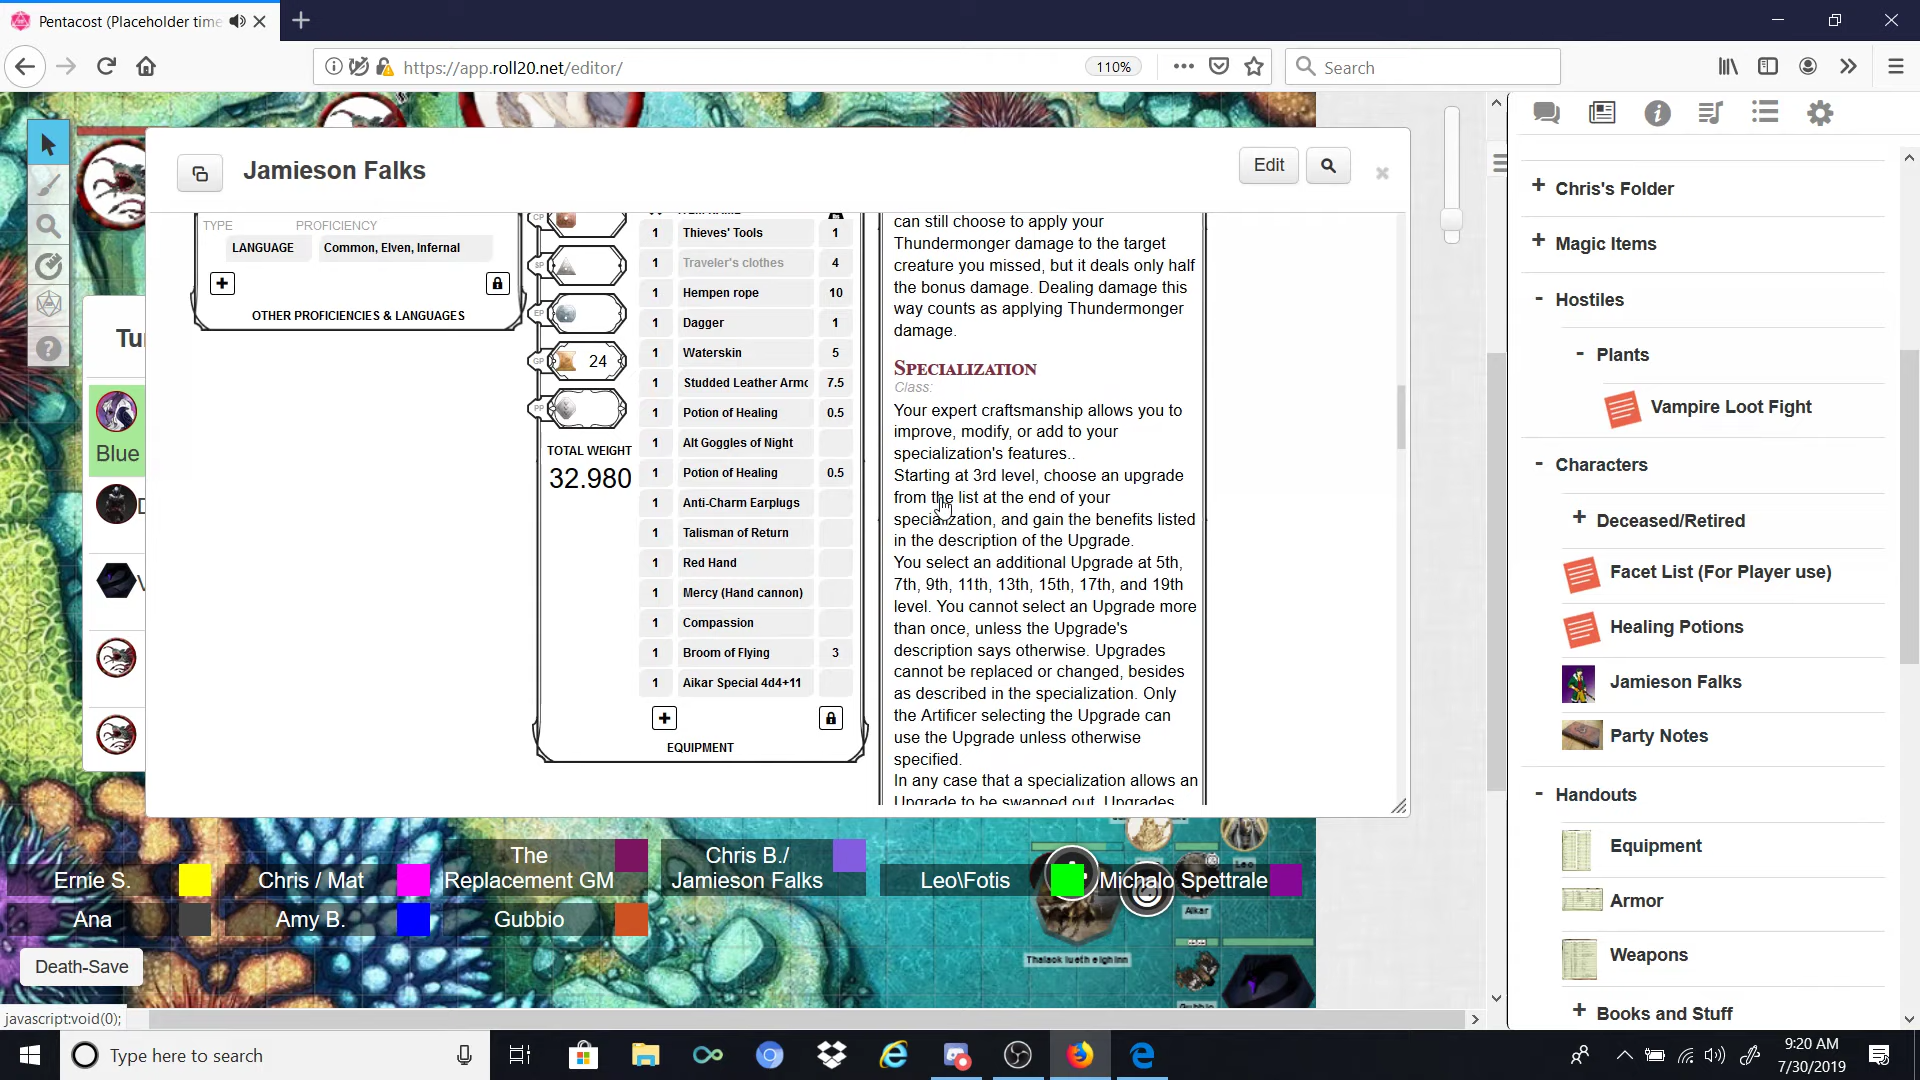 Pentacost (Placeholder time
https://app.roll20.net/editor/
110%
Search
Jamieson Falks
Edit
TYPE PROFICIENCY
LANGUAGE Common, Elven, Infernal
OTHER PROFICIENCIES & LANGUAGES
CP
SP
EP
GP 24
PP
TOTAL WEIGHT
32.980
1 Thieves' Tools 1
1 Traveler's clothes 4
1 Hempen rope 10
1 Dagger 1
1 Waterskin 5
1 Studded Leather Armo 7.5
1 Potion of Healing 0.5
1 Alt Goggles of Night
1 Potion of Healing 0.5
1 Anti-Charm Earplugs
1 Talisman of Return
1 Red Hand
1 Mercy (Hand cannon)
1 Compassion
1 Broom of Flying 3
1 Aikar Special 4d4+11
EQUIPMENT
can still choose to apply your
Thundermonger damage to the target
creature you missed, but it deals only half
the bonus damage. Dealing damage this
way counts as applying Thundermonger
damage.
SPECIALIZATION
Class:
Your expert craftsmanship allows you to
improve, modify, or add to your
specialization's features..
Starting at 3rd level, choose an upgrade
from the list at the end of your
specialization, and gain the benefits listed
in the description of the Upgrade.
You select an additional Upgrade at 5th,
7th, 9th, 11th, 13th, 15th, 17th, and 19th
level. You cannot select an Upgrade more
than once, unless the Upgrade's
description says otherwise. Upgrades
cannot be replaced or changed, besides
as described in the specialization. Only
the Artificer selecting the Upgrade can
use the Upgrade unless otherwise
specified.
In any case that a specialization allows an
Upgrade to be swapped out, Upgrades
Tu
Blue
Chris's Folder
Magic Items
Hostiles
Plants
Vampire Loot Fight
Characters
Deceased/Retired
Facet List (For Player use)
Healing Potions
Jamieson Falks
Party Notes
Handouts
Equipment
Armor
Weapons
Books and Stuff
Ernie S.
Chris / Mat
The
Replacement GM
Chris B./
Jamieson Falks
Leo\Fotis
Michalo Spettrale
Ana
Amy B.
Gubbio
Leo
Aikar
Death-Save
javascript:void(0);
Type here to search
9:20 AM
7/30/2019